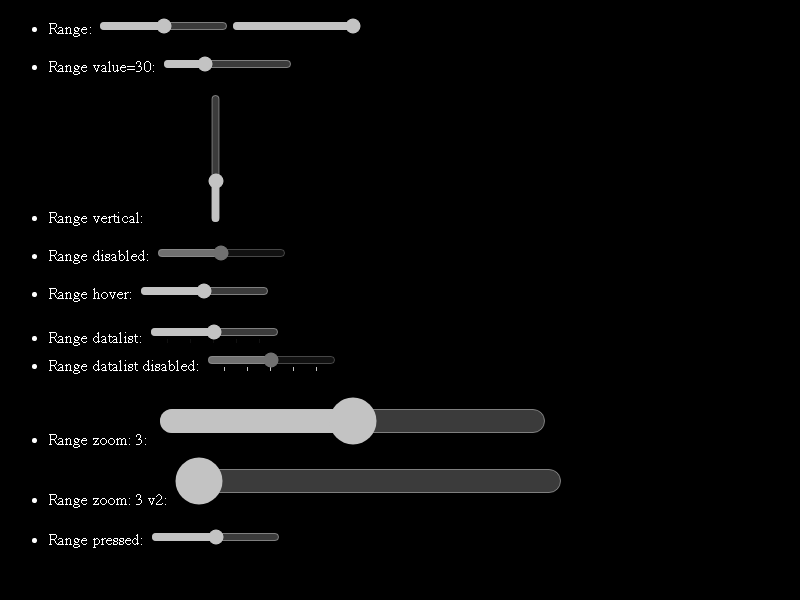 Range:
Range value=30:
Range vertical:
Range disabled:
Range hover:
Range datalist:
Range datalist disabled:
Range zoom: 3:
Range zoom: 3 v2:
Range pressed: